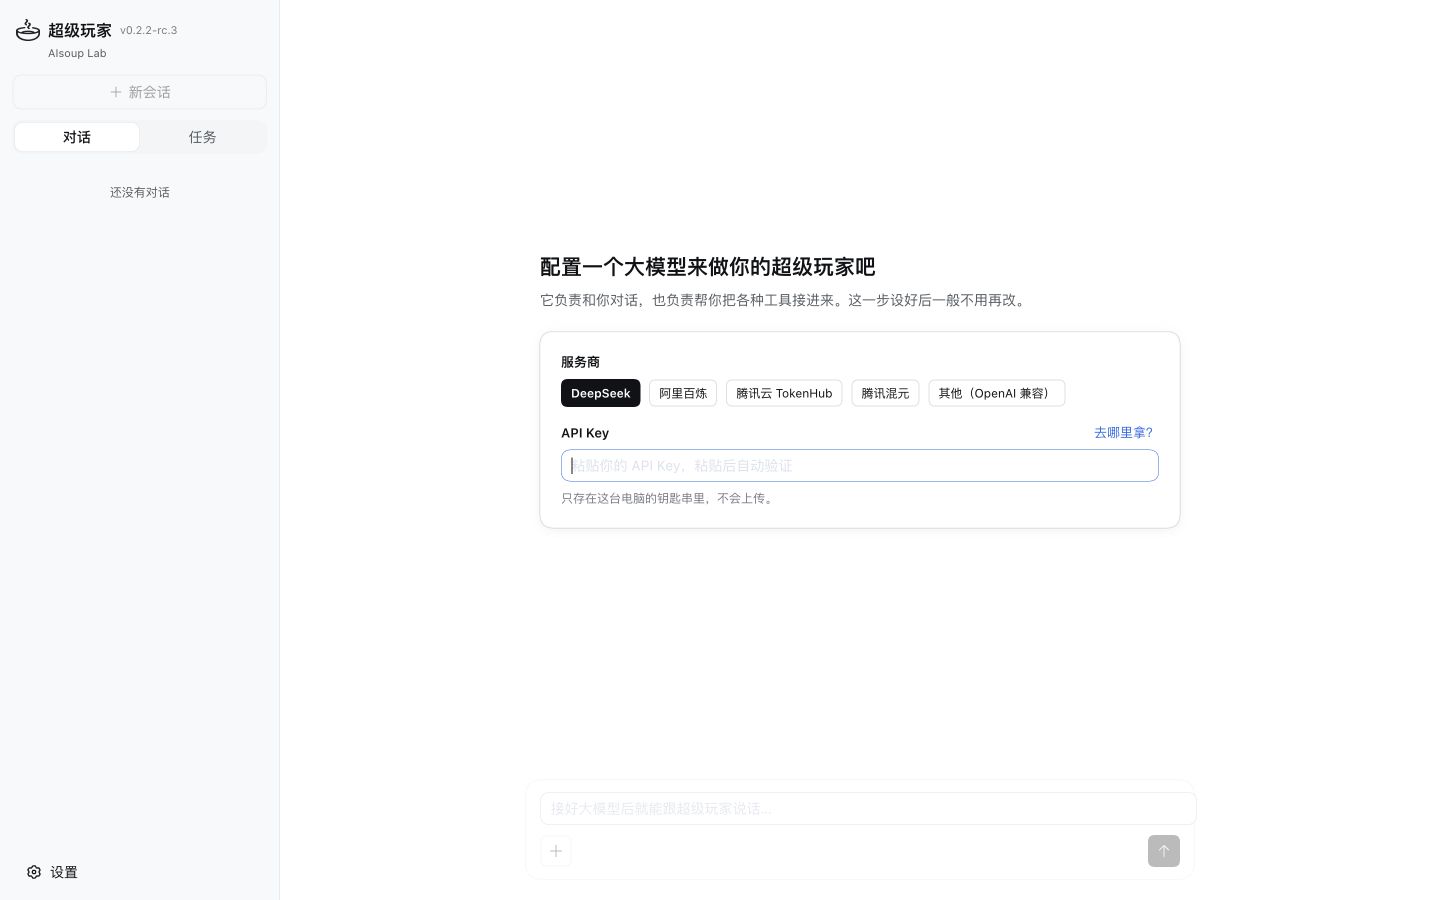 超级玩家 v0.2.2-rc.3
AIsoup Lab
新会话
对话 任务
还没有对话
配置一个大模型来做你的超级玩家吧
它负责和你对话，也负责帮你把各种工具接进来。这一步设好后一般不用再改。
服务商
DeepSeek 阿里百炼 腾讯云 TokenHub 腾讯混元 其他（OpenAI 兼容）
API Key 去哪里拿?
粘贴你的 API Key，粘贴后自动验证
只存在这台电脑的钥匙串里，不会上传。
接好大模型后就能跟超级玩家说话...
设置